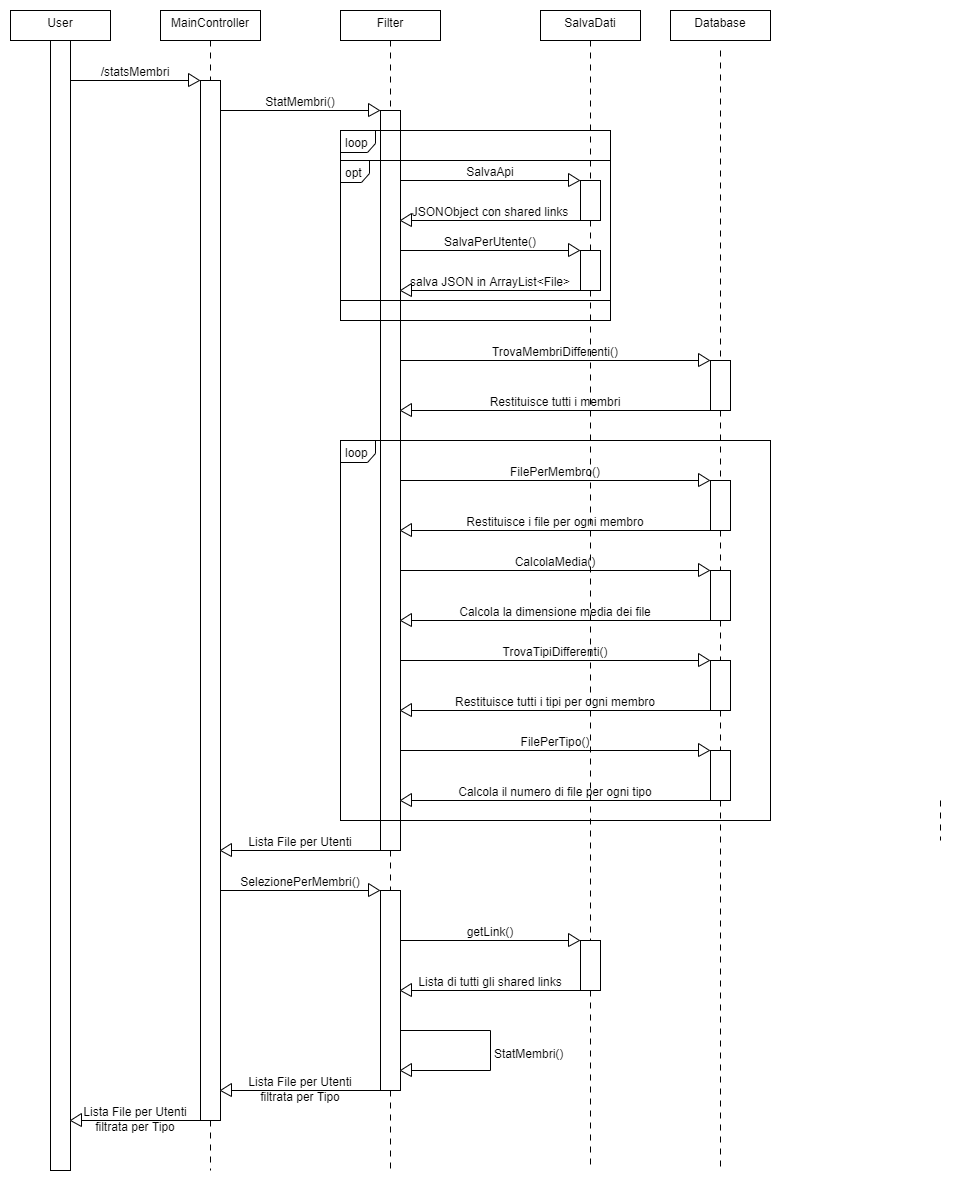 User
MainController
Filter
SalvaDati
Database
/statsMembri
StatMembri()
loop
opt
SalvaApi
JSONObject con shared links
SalvaPerUtente()
salva JSON in ArrayList<File>
TrovaMembriDifferenti()
Restituisce tutti i membri
loop
FilePerMembro()
Restituisce i file per ogni membro
CalcolaMedia()
Calcola la dimensione media dei file
TrovaTipiDifferenti()
Restituisce tutti i tipi per ogni membro
FilePerTipo()
Calcola il numero di file per ogni tipo
Lista File per Utenti
SelezionePerMembri()
getLink()
Lista di tutti gli shared links
StatMembri()
Lista File per Utenti
filtrata per Tipo
Lista File per Utenti
filtrata per Tipo